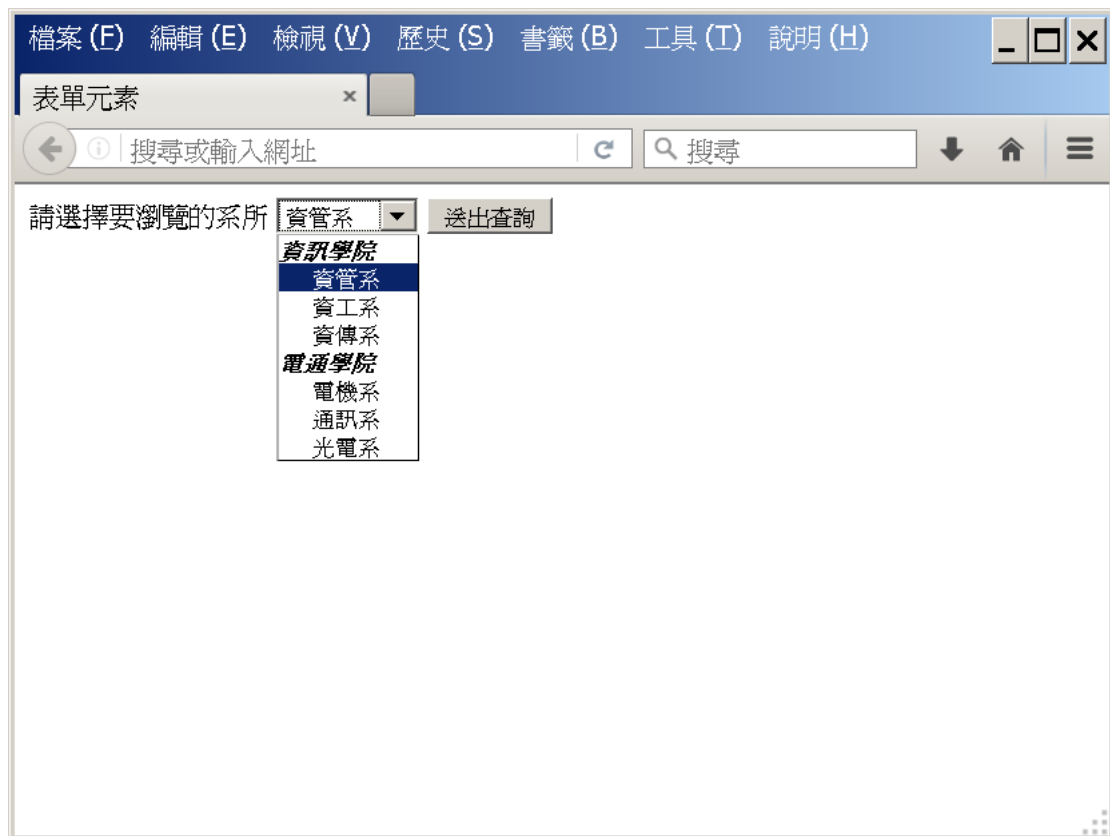 檔案(F) 編輯(E) 檢視(V) 歷史(S) 書籤(B) 工具(T) 說明(H)
表單元素
搜尋或輸入網址 搜尋
請選擇要瀏覽的系所 資管系 送出查詢
資訊學院
資管系
資工系
資傳系
電通學院
電機系
通訊系
光電系